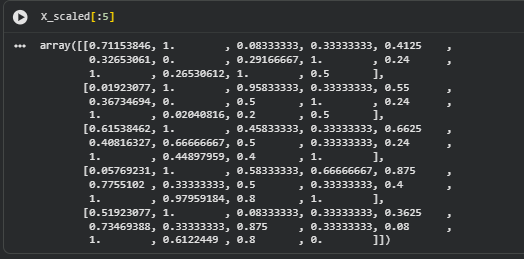 X_scaled[:5]
array([[0.71153846, 1.        , 0.08333333, 0.33333333, 0.4125    ,
0.32653061, 0.        , 0.29166667, 1.        , 0.24      ,
1.        , 0.26530612, 1.        , 0.5       ],
[0.01923077, 1.        , 0.95833333, 0.33333333, 0.55      ,
0.36734694, 0.        , 0.5       , 1.        , 0.24      ,
1.        , 0.02040816, 0.2       , 0.5       ],
[0.61538462, 1.        , 0.45833333, 0.33333333, 0.6625    ,
0.40816327, 0.66666667, 0.5       , 0.33333333, 0.24      ,
1.        , 0.44897959, 0.4       , 1.        ],
[0.05769231, 1.        , 0.58333333, 0.66666667, 0.875     ,
0.7755102 , 0.33333333, 0.5       , 0.33333333, 0.4       ,
1.        , 0.97959184, 0.8       , 1.        ],
[0.51923077, 1.        , 0.08333333, 0.33333333, 0.3625    ,
0.73469388, 0.33333333, 0.875     , 0.33333333, 0.08      ,
1.        , 0.6122449 , 0.8       , 0.        ]])